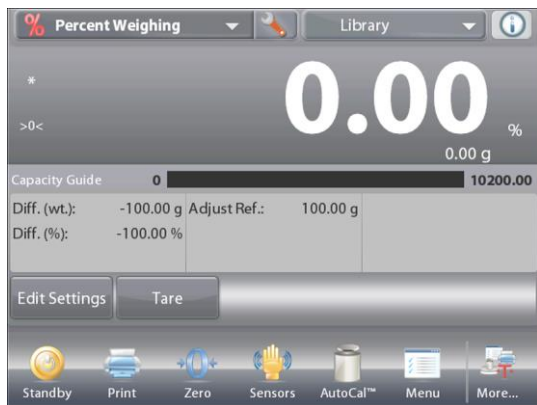 % Percent Weighing Library
*
0.00 %
>0<
0.00 g
Capacity Guide 0 10200.00
Diff. (wt.): -100.00 g Adjust Ref.: 100.00 g
Diff. (%): -100.00 %
Edit Settings Tare
Standby Print Zero Sensors AutoCal™ Menu More...